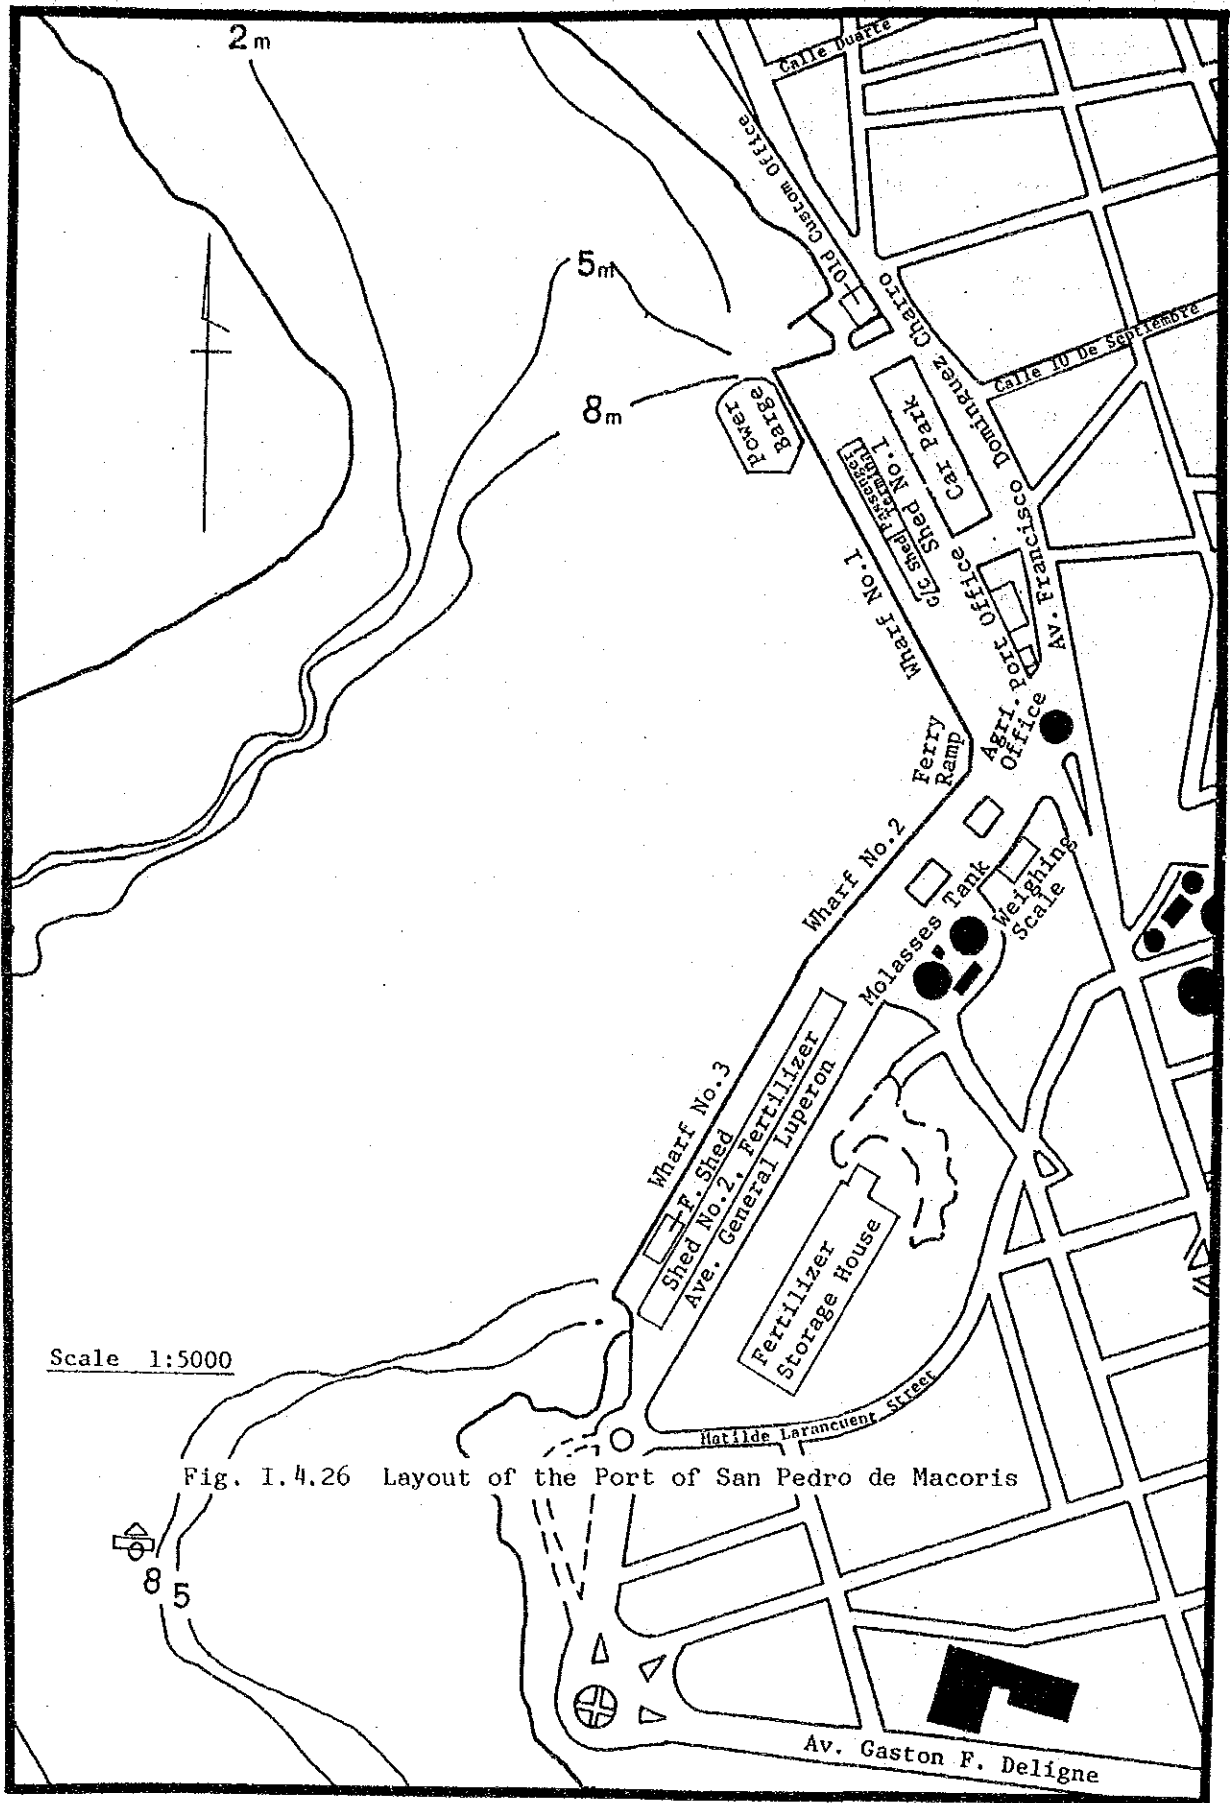 2m
Calle Duarte
Old Custom Office
5m
Calle 10 De Septiembre
8m
Power
Barge
Car Park
Shed No.1
Passenger
Terminal
C/C Shed
Av. Francisco Dominguez Charro
Wharf No.1
Port Office
Agri.
Office
Ferry
Ramp
Wharf No.2
Weighing
Scale
Molasses Tank
Wharf No.3
F. Shed
Shed No.2, Fertilizer
Ave. General Luperon
Fertilizer
Storage House
Scale 1:5000
Matilde Larancuent Street
Fig. I.4.26 Layout of the Port of San Pedro de Macoris
8
5
Av. Gaston F. Deligne